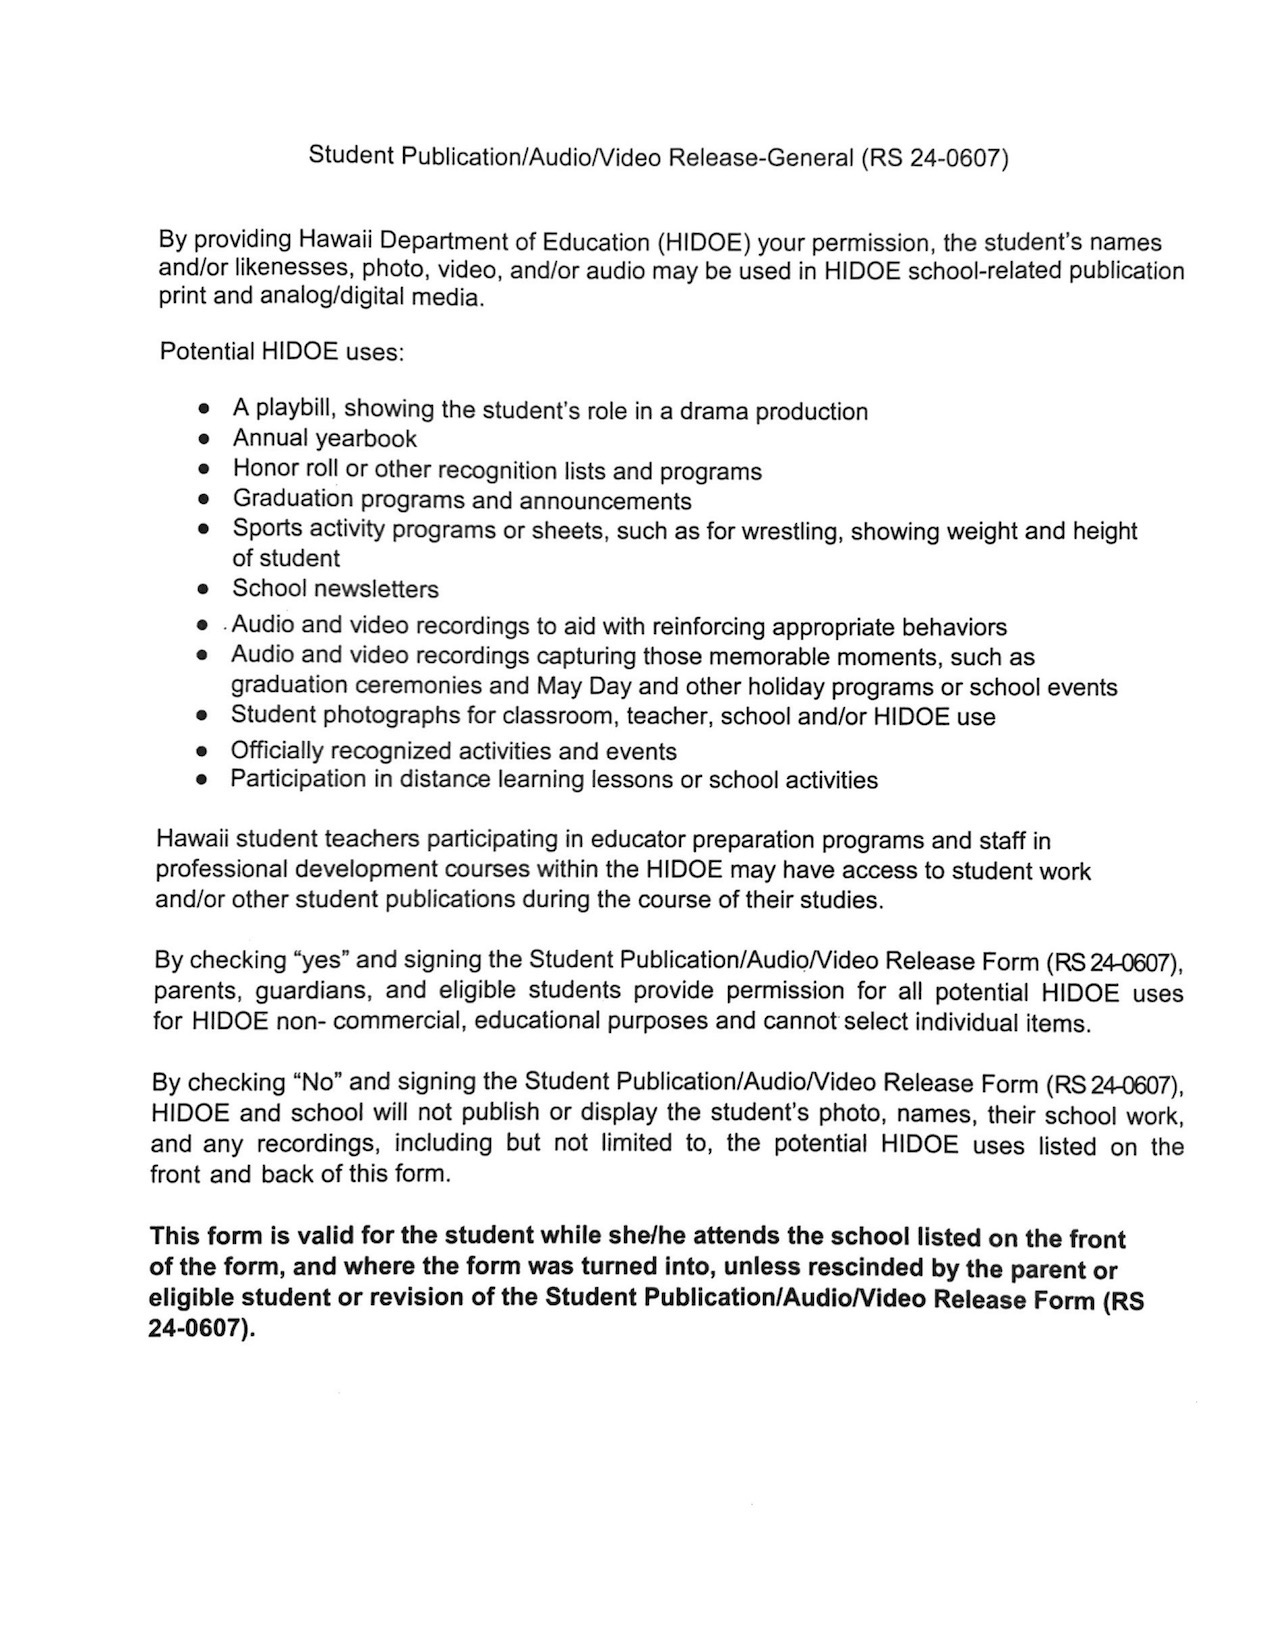 Student Publication/Audio/Video Release-General (RS 24-0607)
By providing Hawaii Department of Education (HIDOE) your permission, the student's names
and/or likenesses, photo, video, and/or audio may be used in HIDOE school-related publication
print and analog/digital media.
Potential HIDOE uses:
● A playbill, showing the student's role in a drama production
● Annual yearbook
● Honor roll or other recognition lists and programs
● Graduation programs and announcements
● Sports activity programs or sheets, such as for wrestling, showing weight and height
of student
● School newsletters
● Audio and video recordings to aid with reinforcing appropriate behaviors
● Audio and video recordings capturing those memorable moments, such as
graduation ceremonies and May Day and other holiday programs or school events
● Student photographs for classroom, teacher, school and/or HIDOE use
● Officially recognized activities and events
● Participation in distance learning lessons or school activities
Hawaii student teachers participating in educator preparation programs and staff in
professional development courses within the HIDOE may have access to student work
and/or other student publications during the course of their studies.
By checking “yes” and signing the Student Publication/Audio/Video Release Form (RS 24-0607),
parents, guardians, and eligible students provide permission for all potential HIDOE uses
for HIDOE non- commercial, educational purposes and cannot select individual items.
By checking “No” and signing the Student Publication/Audio/Video Release Form (RS 24-0607),
HIDOE and school will not publish or display the student's photo, names, their school work,
and any recordings, including but not limited to, the potential HIDOE uses listed on the
front and back of this form.
This form is valid for the student while she/he attends the school listed on the front
of the form, and where the form was turned into, unless rescinded by the parent or
eligible student or revision of the Student Publication/Audio/Video Release Form (RS
24-0607).